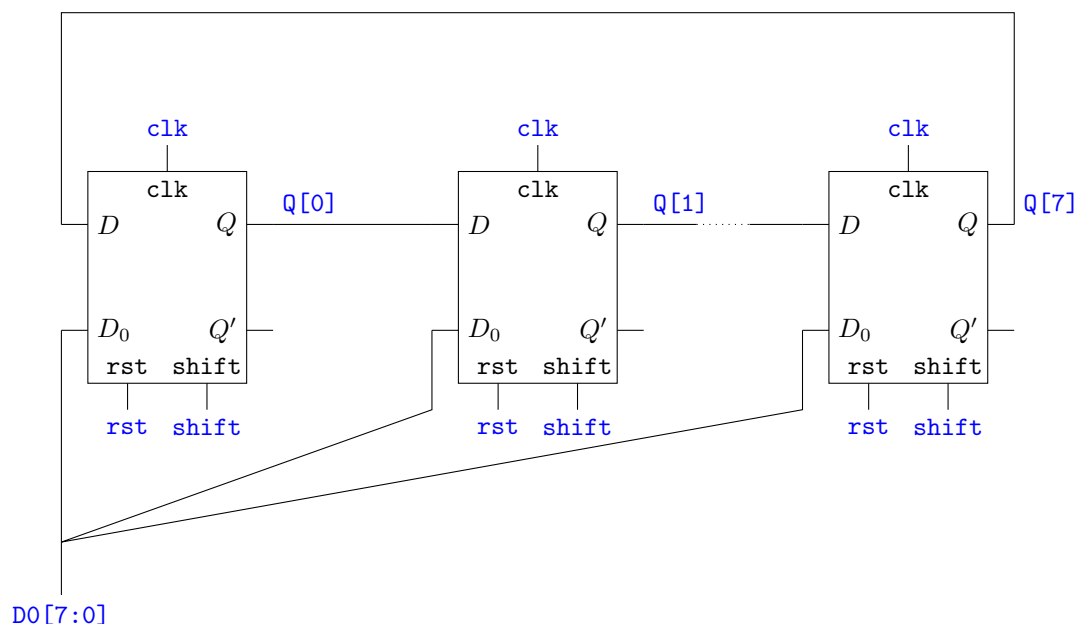 clk clk clk
clk clk clk
Q[0] Q[1] Q[7]
D Q D Q D Q
D₀ Q′ D₀ Q′ D₀ Q′
rst shift rst shift rst shift
rst shift rst shift rst shift
D0[7:0]